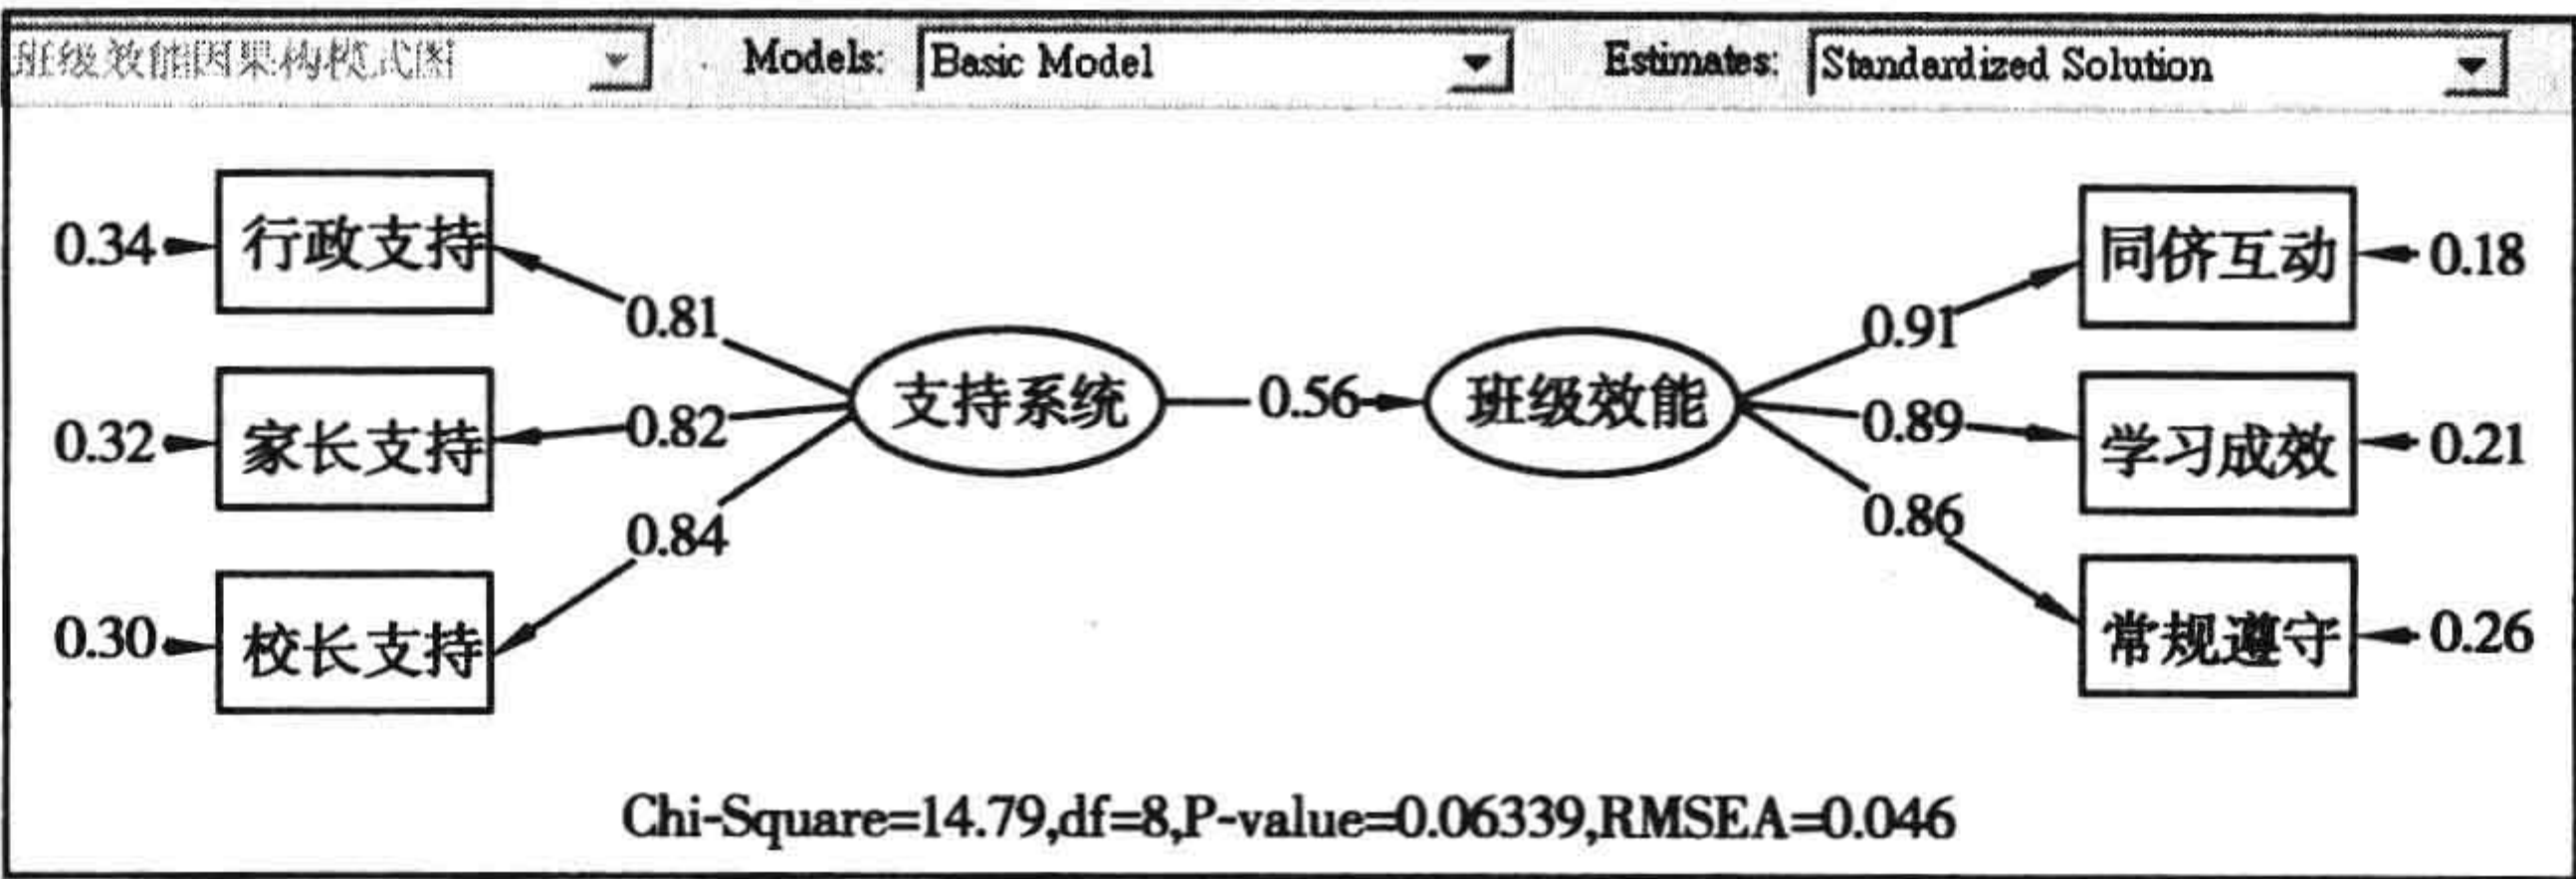 班级效能因果构模式图 Models: Basic Model Estimates: Standardized Solution
0.34 行政支持 同侪互动 0.18
0.81 0.91
0.32 家长支持 0.82 支持系统 0.56 班级效能 0.89 学习成效 0.21
0.84 0.86
0.30 校长支持 常规遵守 0.26
Chi-Square=14.79,df=8,P-value=0.06339,RMSEA=0.046